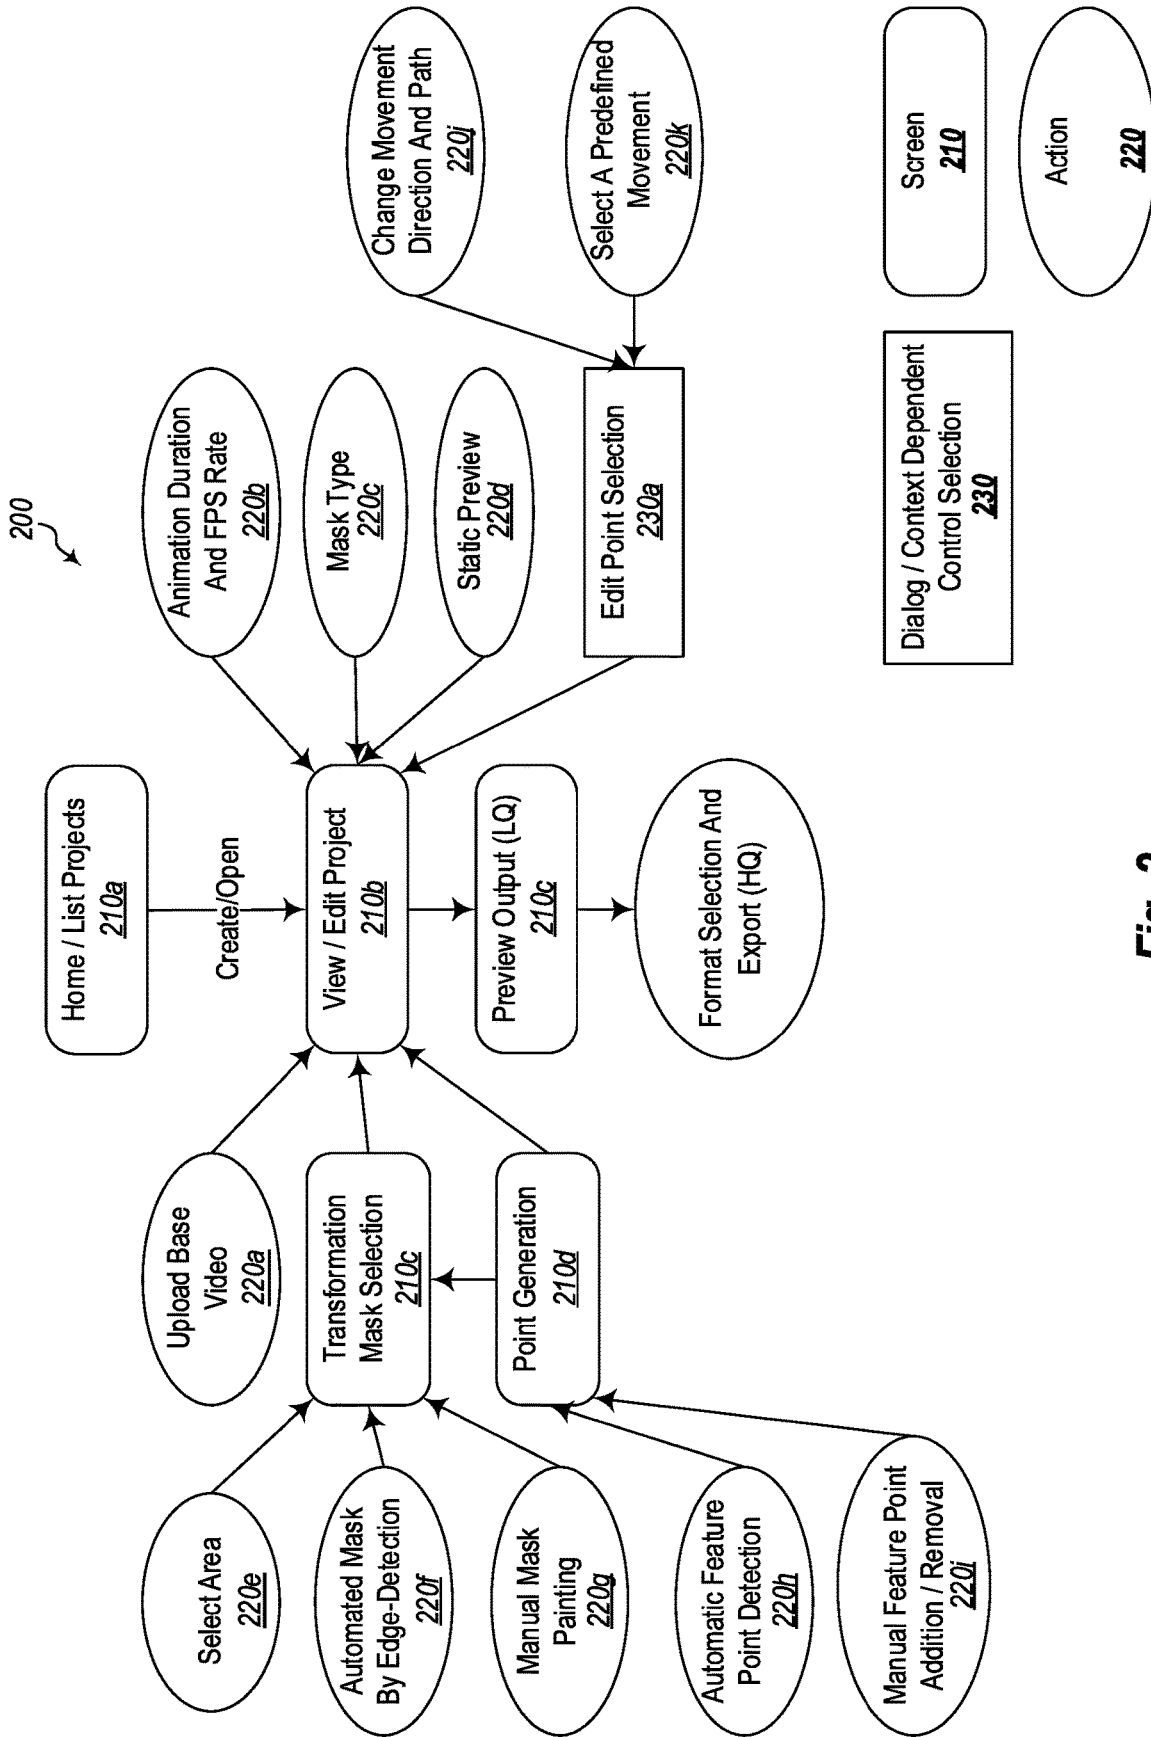 200
Home / List Projects
210a
Create/Open
View / Edit Project
210b
Preview Output (LQ)
210c
Format Selection And
Export (HQ)
Upload Base
Video
220a
Transformation
Mask Selection
210c
Point Generation
210d
Select Area
220e
Automated Mask
By Edge-Detection
220f
Manual Mask
Painting
220g
Automatic Feature
Point Detection
220h
Manual Feature Point
Addition / Removal
220i
Animation Duration
And FPS Rate
220b
Mask Type
220c
Static Preview
220d
Edit Point Selection
230a
Change Movement
Direction And Path
220j
Select A Predefined
Movement
220k
Dialog / Context Dependent
Control Selection
230
Screen
210
Action
220